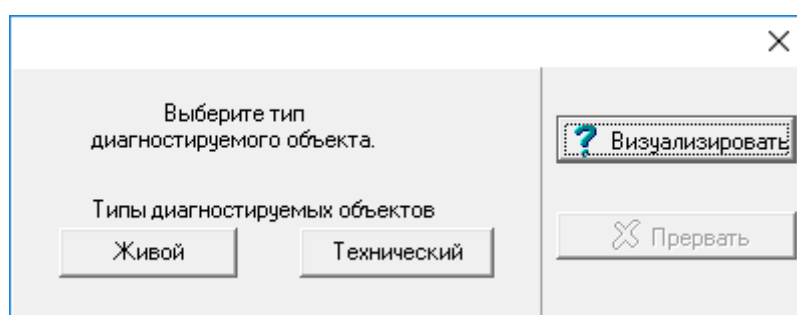 Выберите тип
диагностируемого объекта.
Типы диагностируемых объектов
Живой
Технический
Визуализировать
Прервать